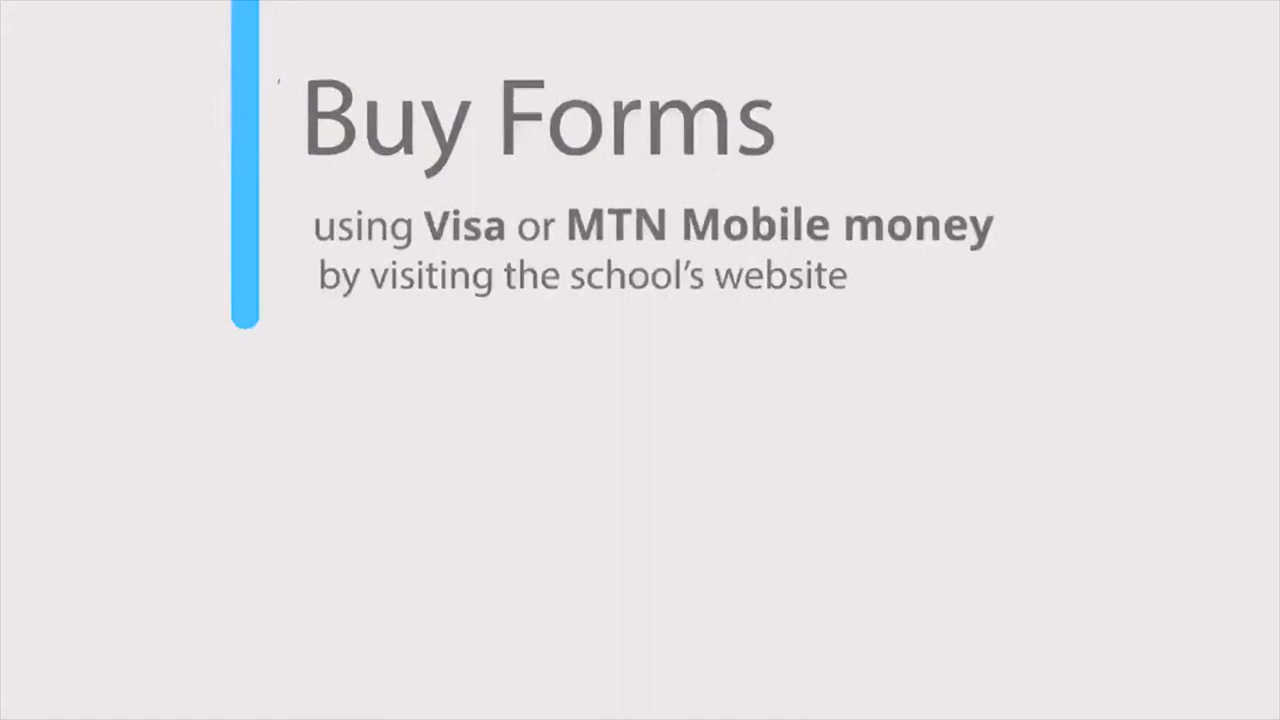 Buy Forms
using Visa or MTN Mobile money
by visiting the school’s website